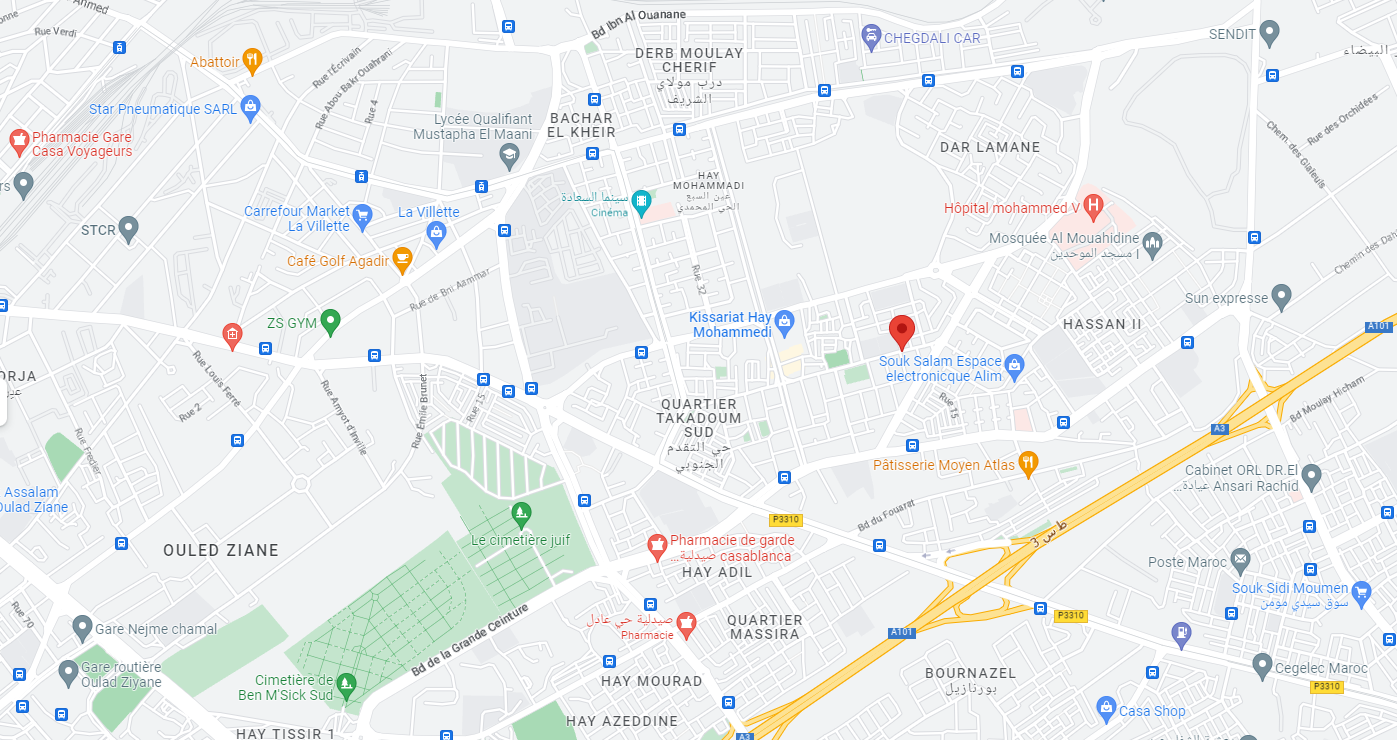 Ahmed
Rue Verdi
Bd Ibn Al Ouanane
CHEGDALI CAR
SENDIT
البيضاء
Abattoir
Rue l'Écrivain
Rue Abou Bakr Ouahrani
Rue 4
DERB MOULAY
CHERIF
درب مولاي
الشريف
Star Pneumatique SARL
Lycée Qualifiant
Mustapha El Maani
BACHAR
EL KHEIR
Rue des Orchidées
Chem. des Glaïeuls
Pharmacie Gare
Casa Voyageurs
DAR LAMANE
HAY
MOHAMMADI
عين السبع
الحي المحمدي
سينما السعادة
Cinéma
Carrefour Market
La Villette
La Villette
Hôpital mohammed V
STCR
Mosquée Al Mouahidine
مسجد الموحدين |
Café Golf Agadir
Rue de Bni Aammar
Rue 32
Chemin des Dah
Sun expresse
ZS GYM
Kissariat Hay
Mohammedi
HASSAN II
A101
Souk Salam Espace
electronicque Alim
Rue Louis Ferré
Rue 2
Rue Amyot d'Inville
Rue Emile Brunet
Rue 15
ORJA
QUARTIER
TAKADOUM
SUD
حي التقدم
الجنوبي
Rue 15
Bd Moulay Hicham
A3
Rue Fredier
Pâtisserie Moyen Atlas
Cabinet ORL DR.El
Ansari Rachid عيادة...
Assalam
Oulad Ziane
P3310
Bd du Fouarat
ط س 3
Le cimetière juif
Pharmacie de garde
casablanca صيدلية...
OULED ZIANE
HAY ADIL
Poste Maroc
Souk Sidi Moumen
سوق سيدي مومن
Rue 70
Bd de la Grande Ceinture
صيدلية حي عادل
Pharmacie
QUARTIER
MASSIRA
P3310
A101
Gare Nejme chamal
Gare routière
Oulad Ziyane
Cimetière de
Ben M'Sick Sud
HAY MOURAD
BOURNAZEL
بورنازيل
Cegelec Maroc
P3310
HAY AZEDDINE
Casa Shop
HAY TISSIR 1
A3